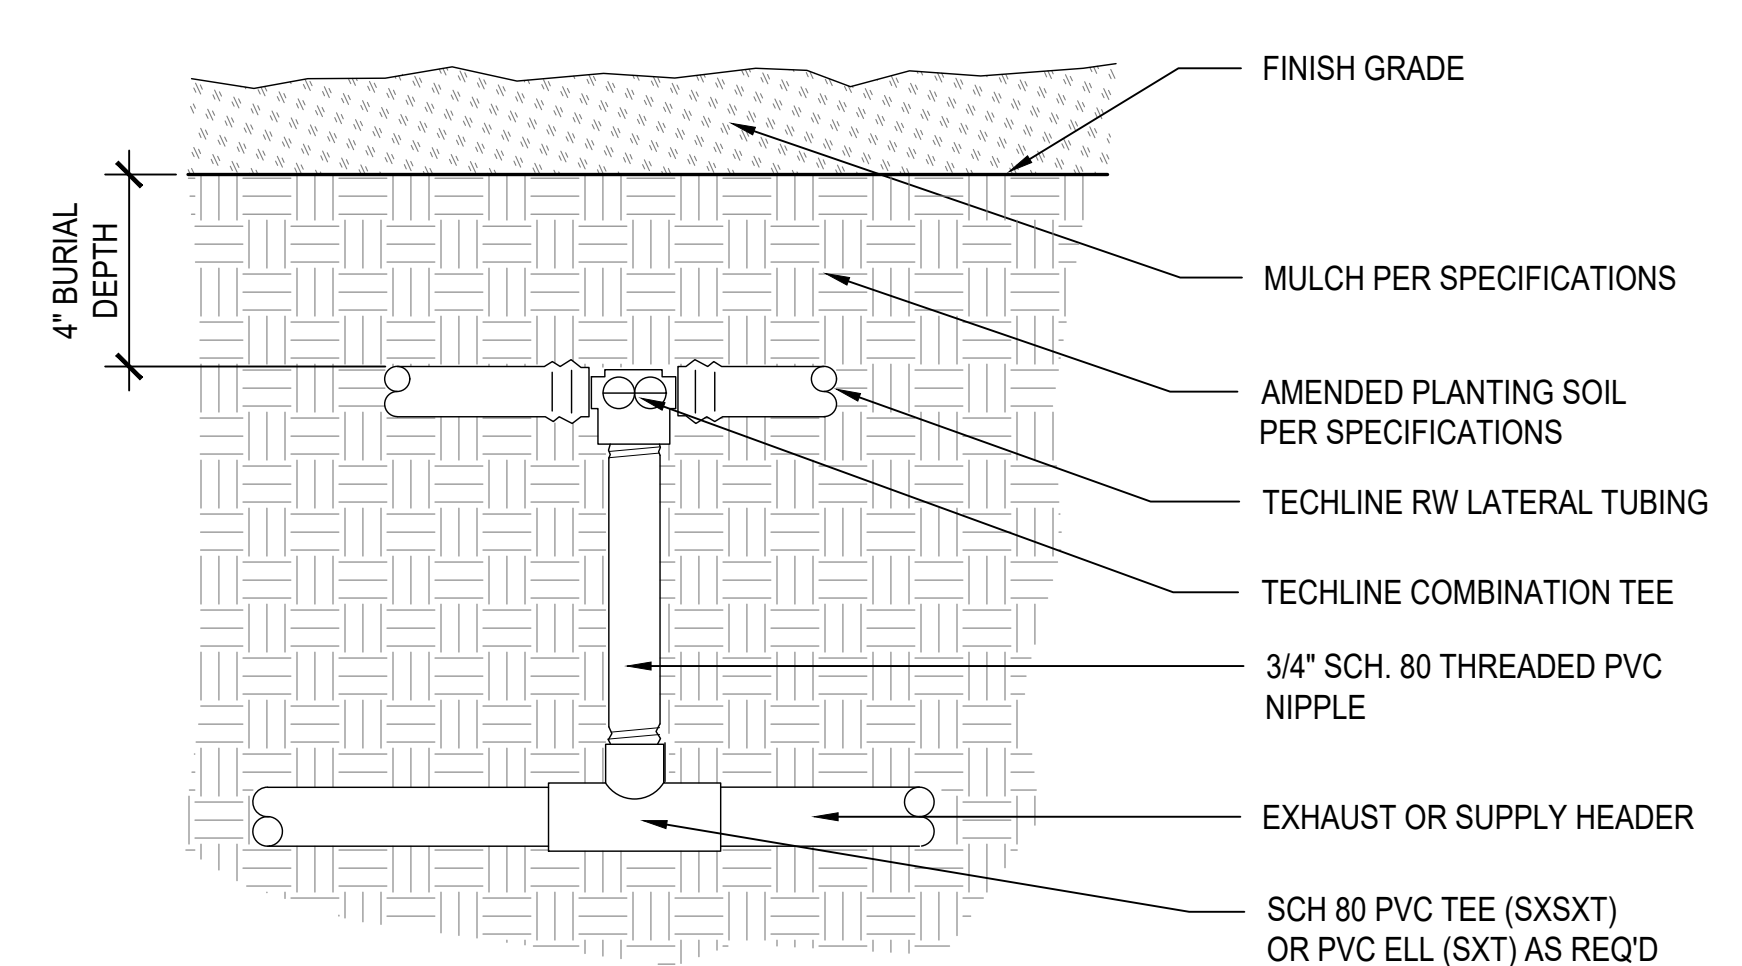 FINISH GRADE
4" BURIAL
DEPTH
MULCH PER SPECIFICATIONS
AMENDED PLANTING SOIL
PER SPECIFICATIONS
TECHLINE RW LATERAL TUBING
TECHLINE COMBINATION TEE
3/4" SCH. 80 THREADED PVC
NIPPLE
EXHAUST OR SUPPLY HEADER
SCH 80 PVC TEE (SXSXT)
OR PVC ELL (SXT) AS REQ'D